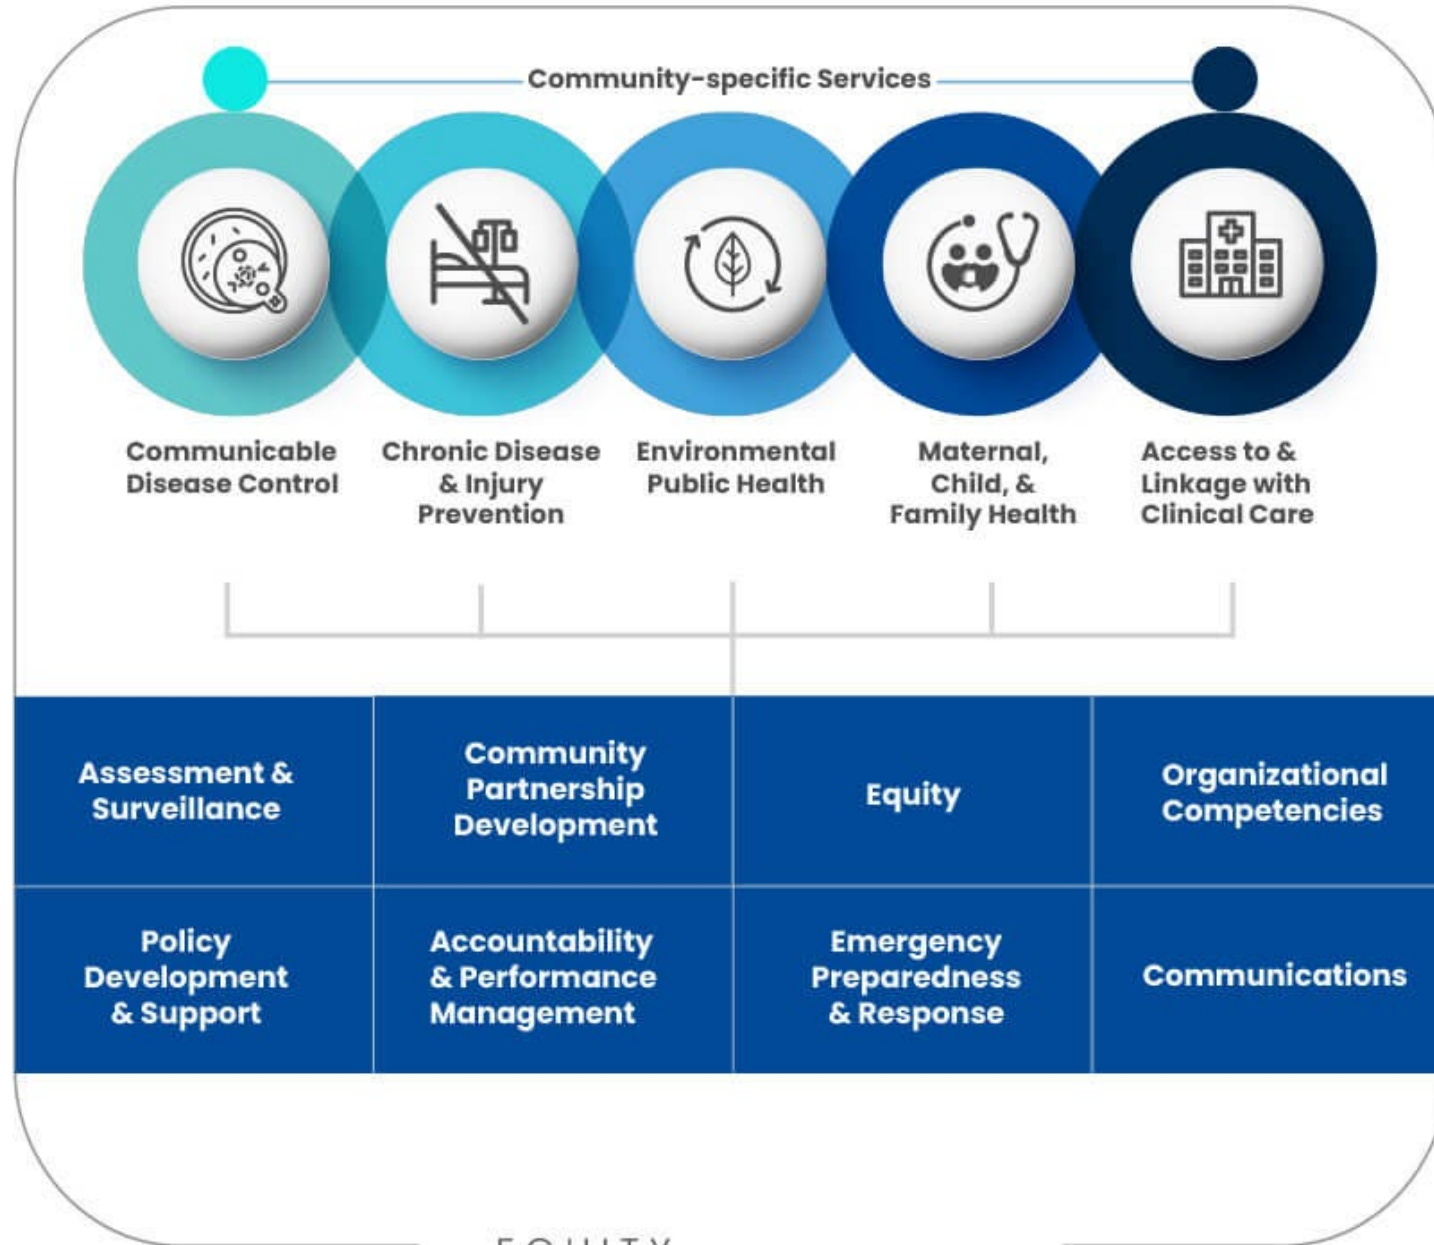 Community-specific Services
Communicable
Disease Control
Chronic Disease
& Injury
Prevention
Environmental
Public Health
Maternal,
Child, &
Family Health
Access to &
Linkage with
Clinical Care
Assessment &
Surveillance
Community
Partnership
Development
Equity
Organizational
Competencies
Policy
Development
& Support
Accountability
& Performance
Management
Emergency
Preparedness
& Response
Communications
EQUITY